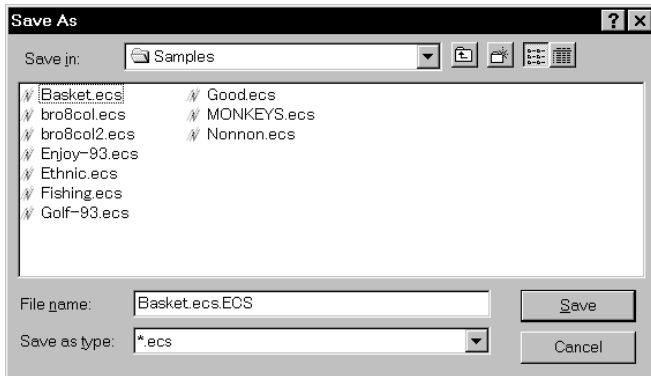 Save As
Save in:
Samples
Basket.ecs
bro8col.ecs
bro8col2.ecs
Enjoy-93.ecs
Ethnic.ecs
Fishing.ecs
Golf-93.ecs
Good.ecs
MONKEYS.ecs
Nonnon.ecs
File name:
Basket.ecs.ECS
Save
Save as type:
*.ecs
Cancel